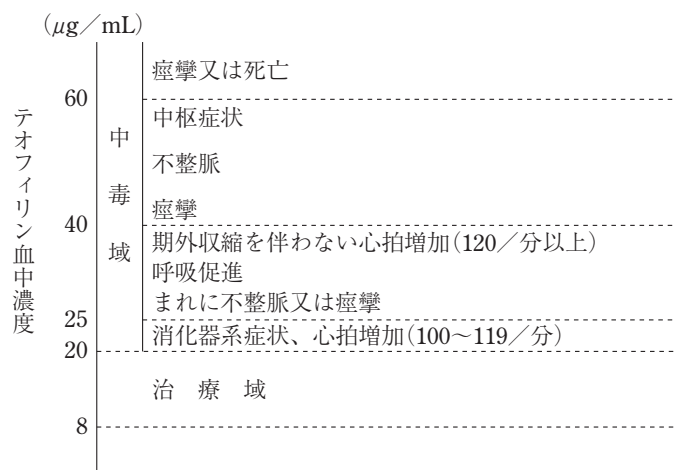 (μg／mL)
テオフィリン血中濃度
中毒域
痙攣又は死亡
60
中枢症状
不整脈
痙攣
40
期外収縮を伴わない心拍増加(120／分以上)
呼吸促進
まれに不整脈又は痙攣
25
消化器系症状、心拍増加(100～119／分)
20
治療域
8